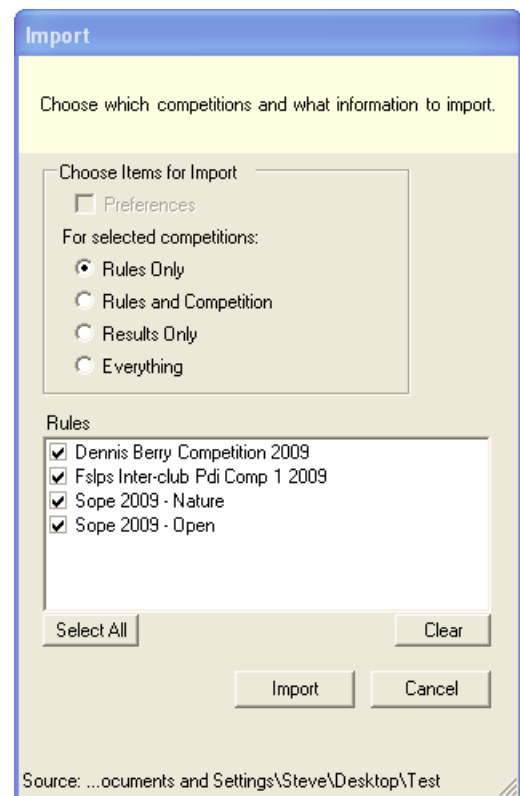 Import
Choose which competitions and what information to import.
Choose Items for Import
Preferences
For selected competitions:
Rules Only
Rules and Competition
Results Only
Everything
Rules
Dennis Berry Competition 2009
Fslps Inter-club Pdi Comp 1 2009
Sope 2009 - Nature
Sope 2009 - Open
Select All
Clear
Import
Cancel
Source: ...ocuments and Settings\Steve\Desktop\Test